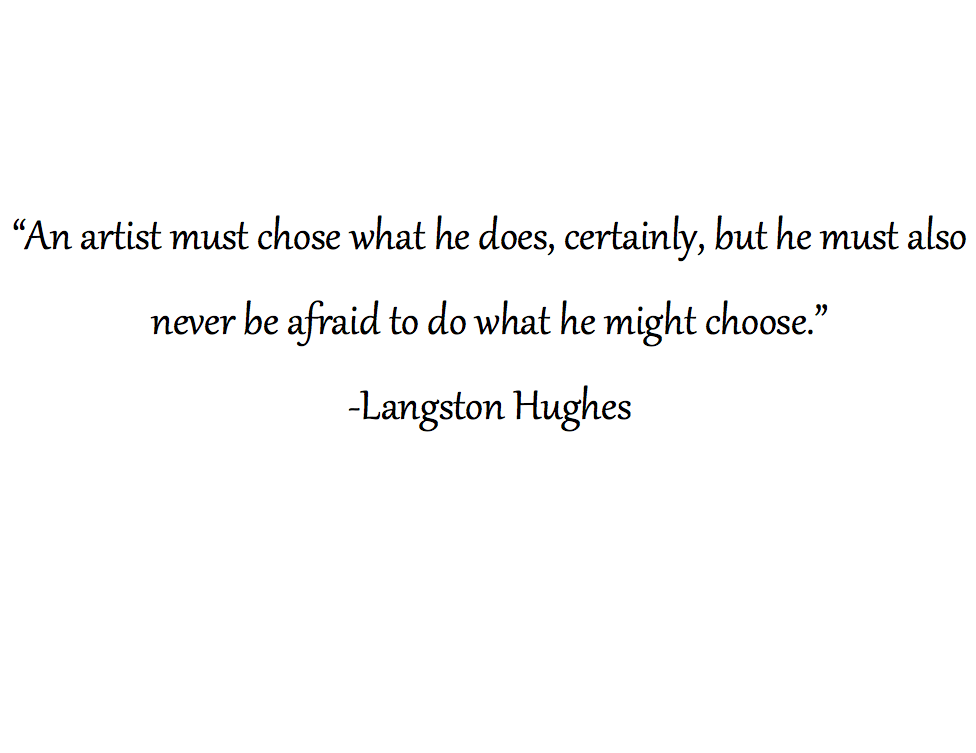 “An artist must chose what he does, certainly, but he must also
never be afraid to do what he might choose.”
-Langston Hughes